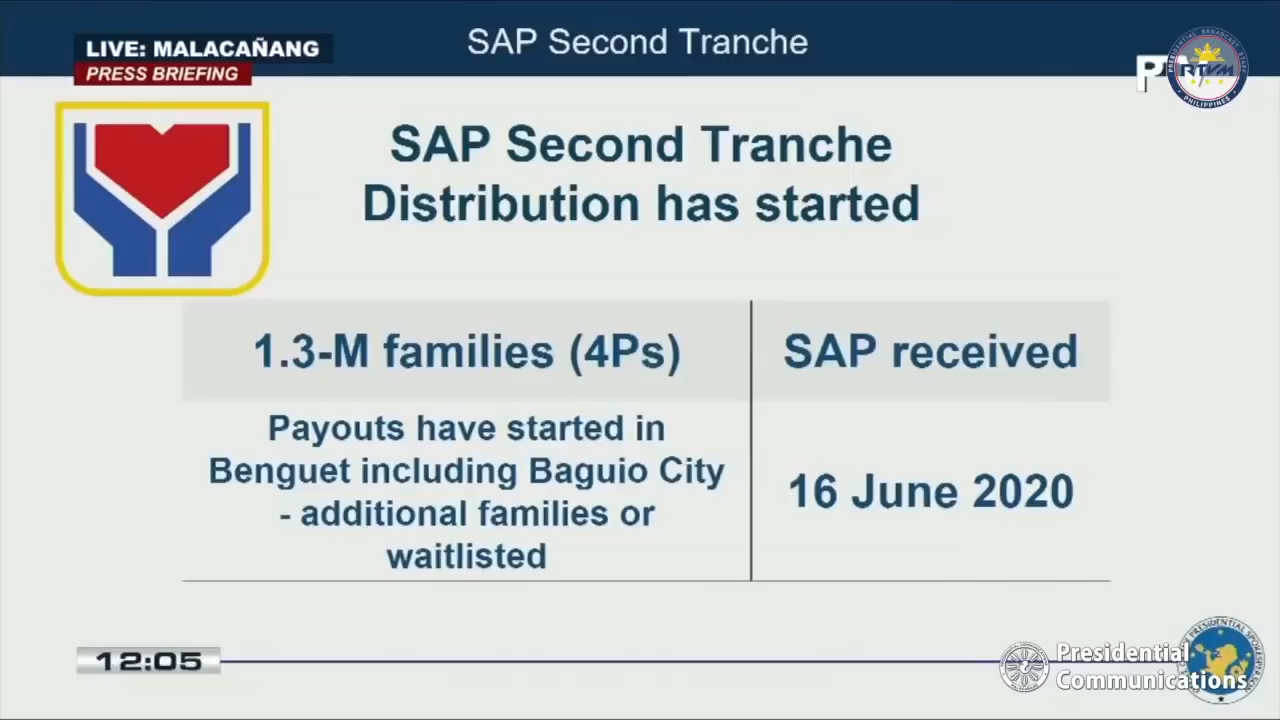 LIVE: MALACAÑANG
PRESS BRIEFING
SAP Second Tranche
RTVM
PHILIPPINES
SAP Second Tranche
Distribution has started
1.3-M families (4Ps)
SAP received
Payouts have started in
Benguet including Baguio City
- additional families or
waitlisted
16 June 2020
12:05
Presidential
Communications